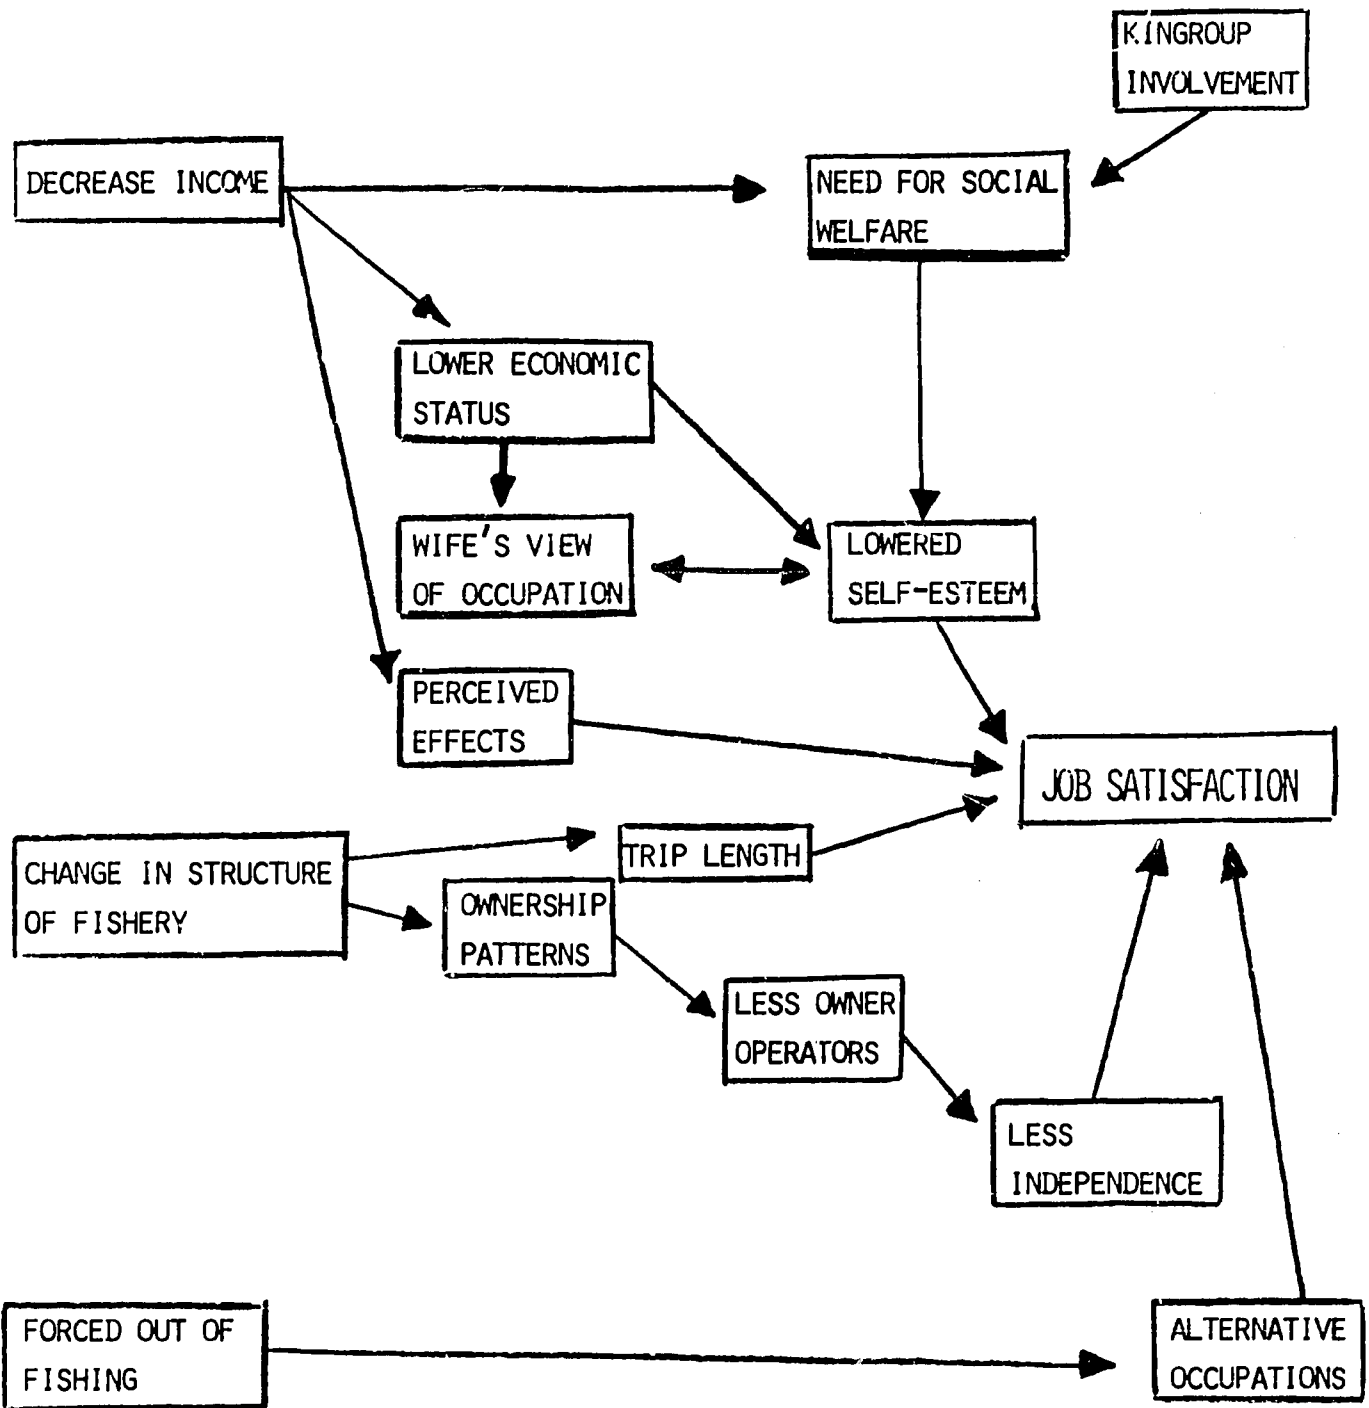 KINGROUP
INVOLVEMENT
DECREASE INCOME
NEED FOR SOCIAL
WELFARE
LOWER ECONOMIC
STATUS
WIFE'S VIEW
OF OCCUPATION
LOWERED
SELF-ESTEEM
PERCEIVED
EFFECTS
JOB SATISFACTION
CHANGE IN STRUCTURE
OF FISHERY
TRIP LENGTH
OWNERSHIP
PATTERNS
LESS OWNER
OPERATORS
LESS
INDEPENDENCE
FORCED OUT OF
FISHING
ALTERNATIVE
OCCUPATIONS